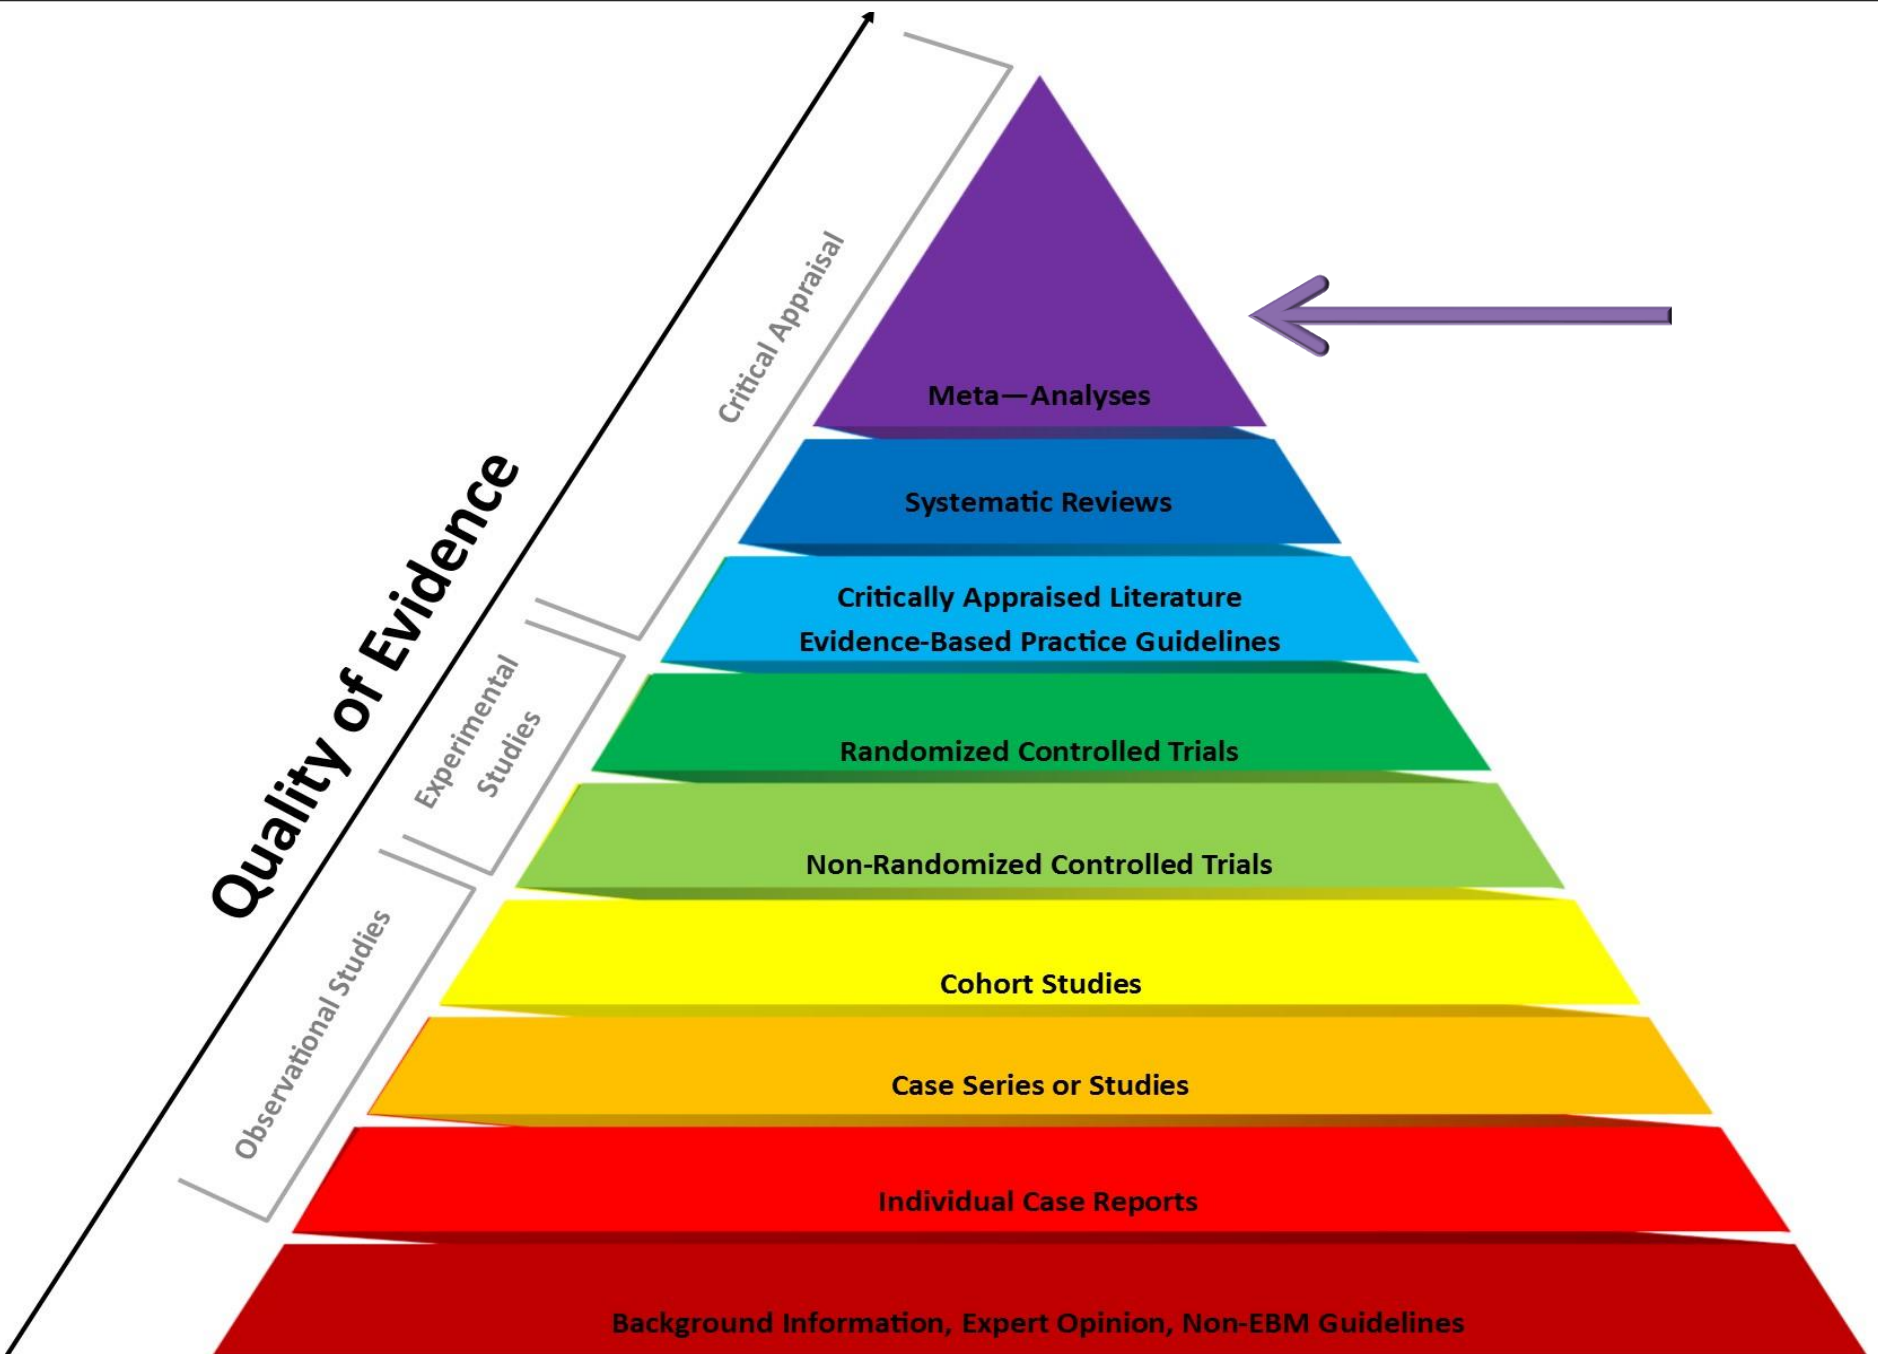 Quality of Evidence
Critical Appraisal
Experimental
Studies
Observational Studies
Meta—Analyses
Systematic Reviews
Critically Appraised Literature
Evidence-Based Practice Guidelines
Randomized Controlled Trials
Non-Randomized Controlled Trials
Cohort Studies
Case Series or Studies
Individual Case Reports
Background Information, Expert Opinion, Non-EBM Guidelines